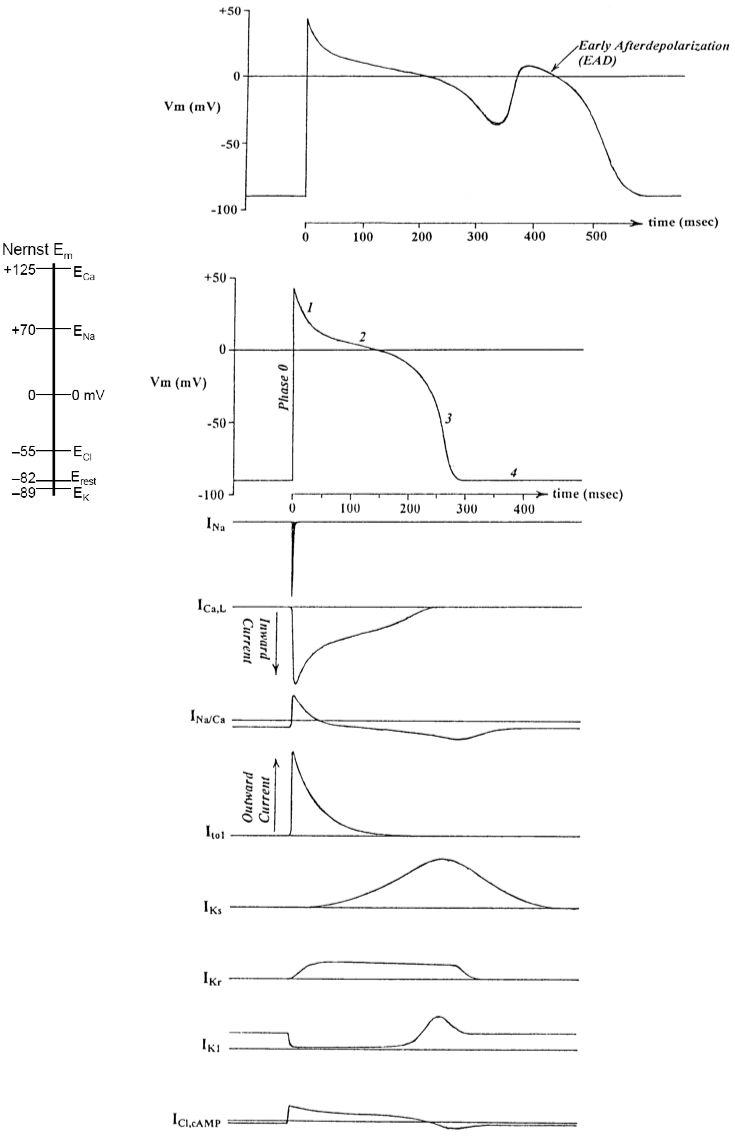 +50
Early Afterdepolarization
(EAD)
0
Vm (mV)
-50
-100
time (msec)
0 100 200 300 400 500
Nernst Em
+125 ECa
+70 ENa
0 0 mV
–55 ECl
–82 Erest
–89 EK
+50
1
2
0
Vm (mV)
Phase 0
-50
3
4
-100
time (msec)
0 100 200 300 400
INa
ICa,L
Inward
Current
INa/Ca
Outward
Current
Ito1
IKs
IKr
IK1
ICl,cAMP